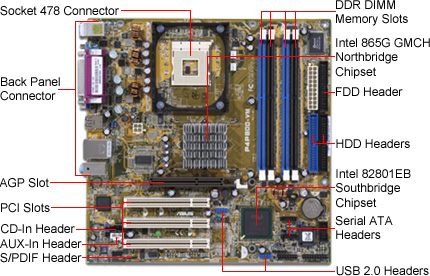 Socket 478 Connector
DDR DIMM
Memory Slots
Intel 865G GMCH
Northbridge
Chipset
Back Panel
Connector
FDD Header
P4P800-VM
HDD Headers
AGP Slot
Intel 82801EB
Southbridge
Chipset
PCI Slots
CD-In Header
Serial ATA
Headers
AUX-In Header
S/PDIF Header
USB 2.0 Headers